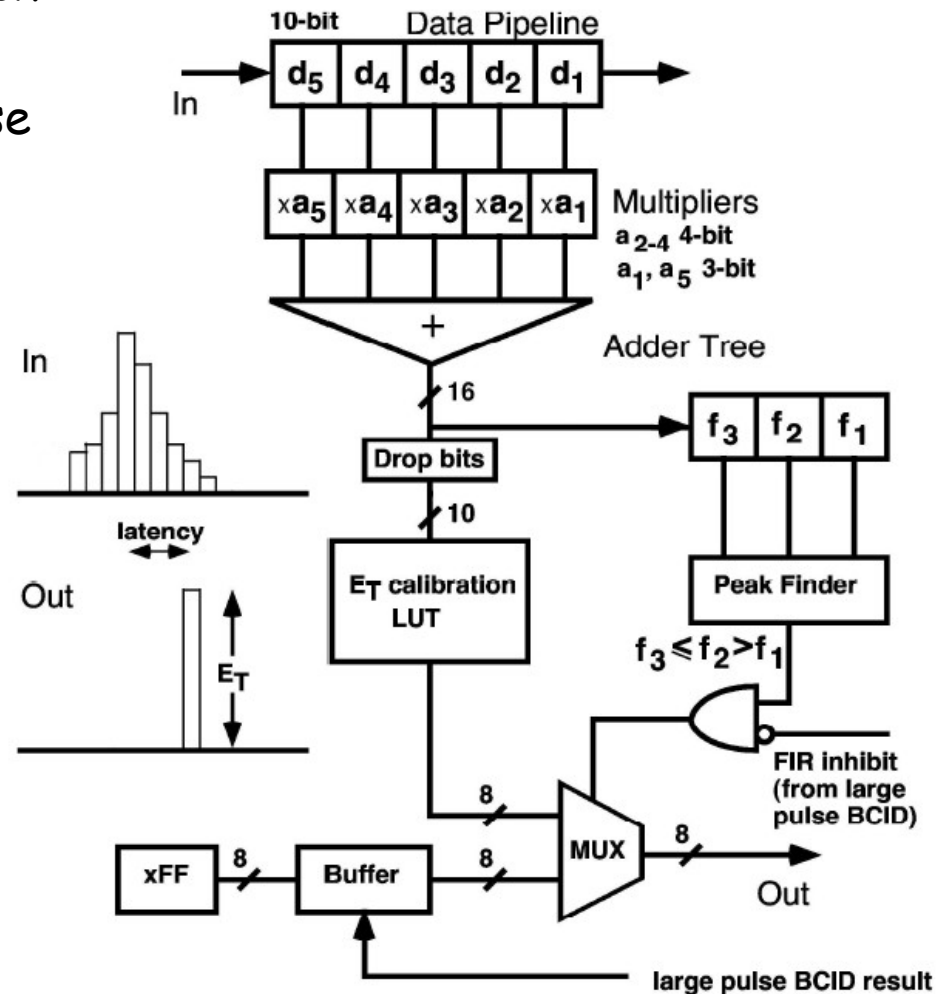 10-bit Data Pipeline
d5 d4 d3 d2 d1
In
xa5 xa4 xa3 xa2 xa1
Multipliers
a2-4 4-bit
a1, a5 3-bit
+
Adder Tree
In
16
f3 f2 f1
Drop bits
latency
10
Out
ET calibration
LUT
Peak Finder
f3 ≤ f2 > f1
ET
FIR inhibit
(from large
pulse BCID)
8
MUX
8
Out
xFF
8
Buffer
8
large pulse BCID result